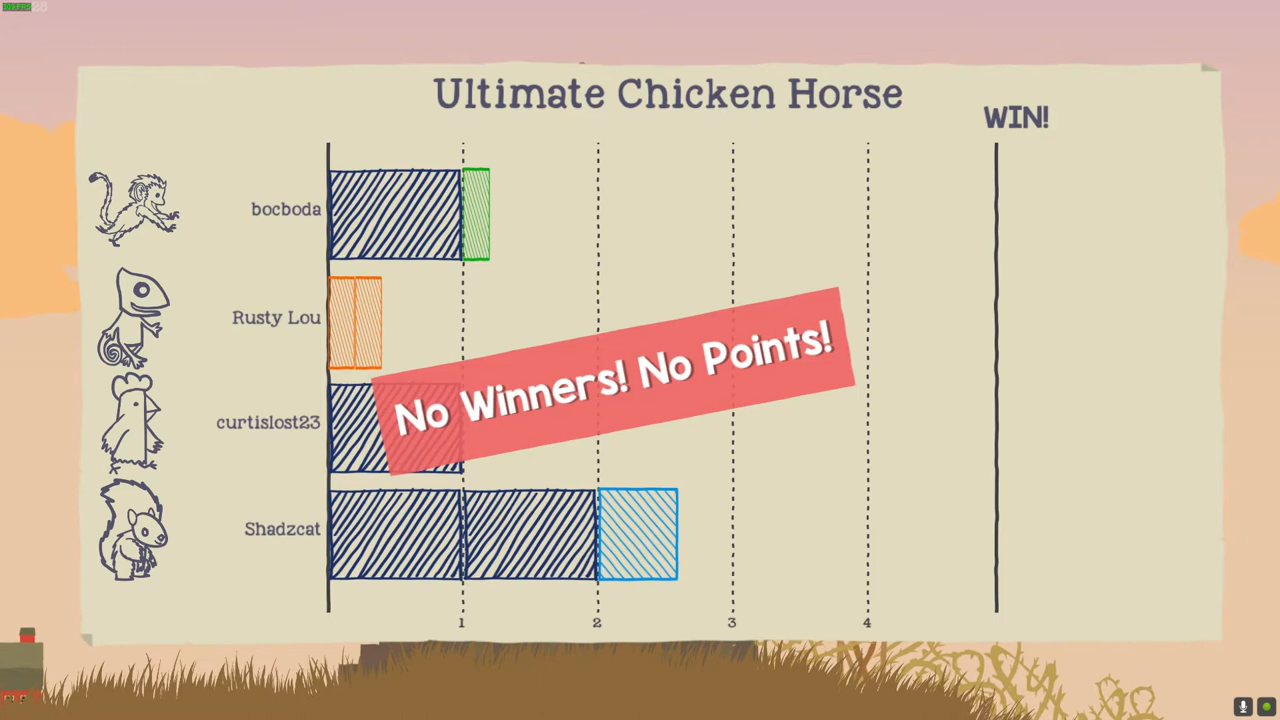 Ultimate Chicken Horse
WIN!
bocboda
Rusty Lou
No Winners! No Points!
curtislost23
Shadzcat
1 2 3 4